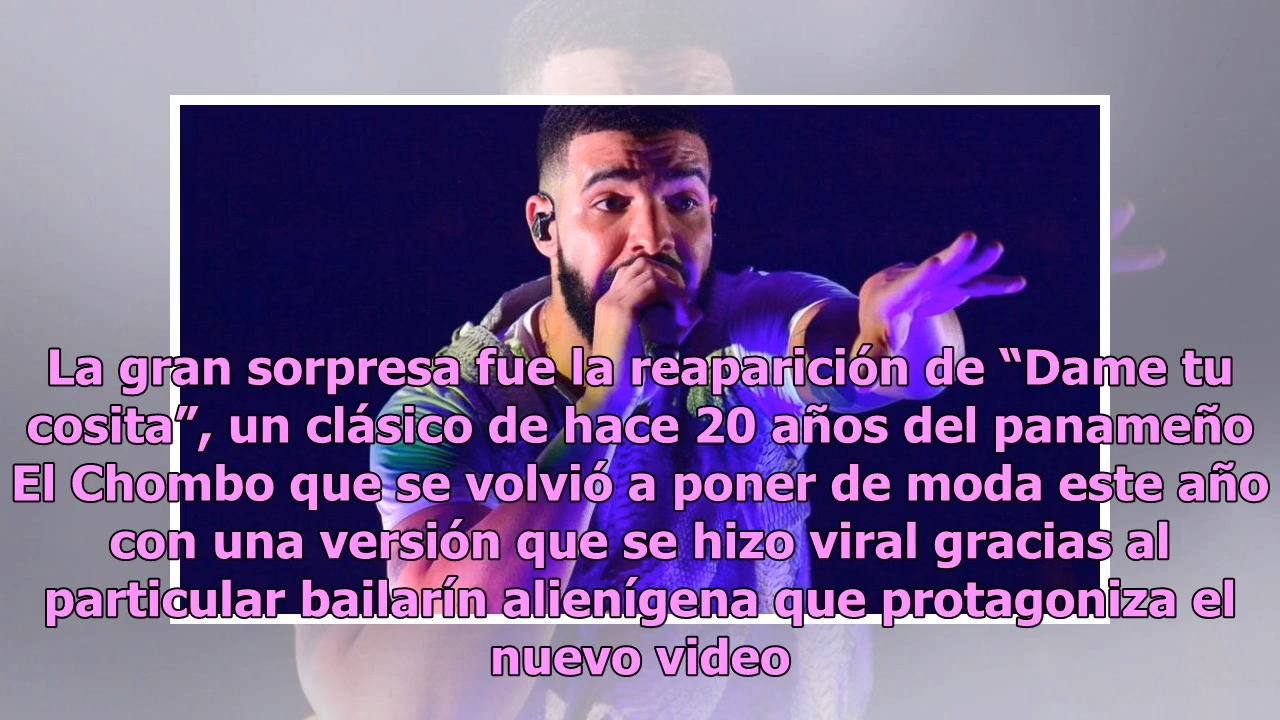 La gran sorpresa fue la reaparición de “Dame tu
cosita”, un clásico de hace 20 años del panameño
El Chombo que se volvió a poner de moda este año
con una versión que se hizo viral gracias al
particular bailarín alienígena que protagoniza el
nuevo video